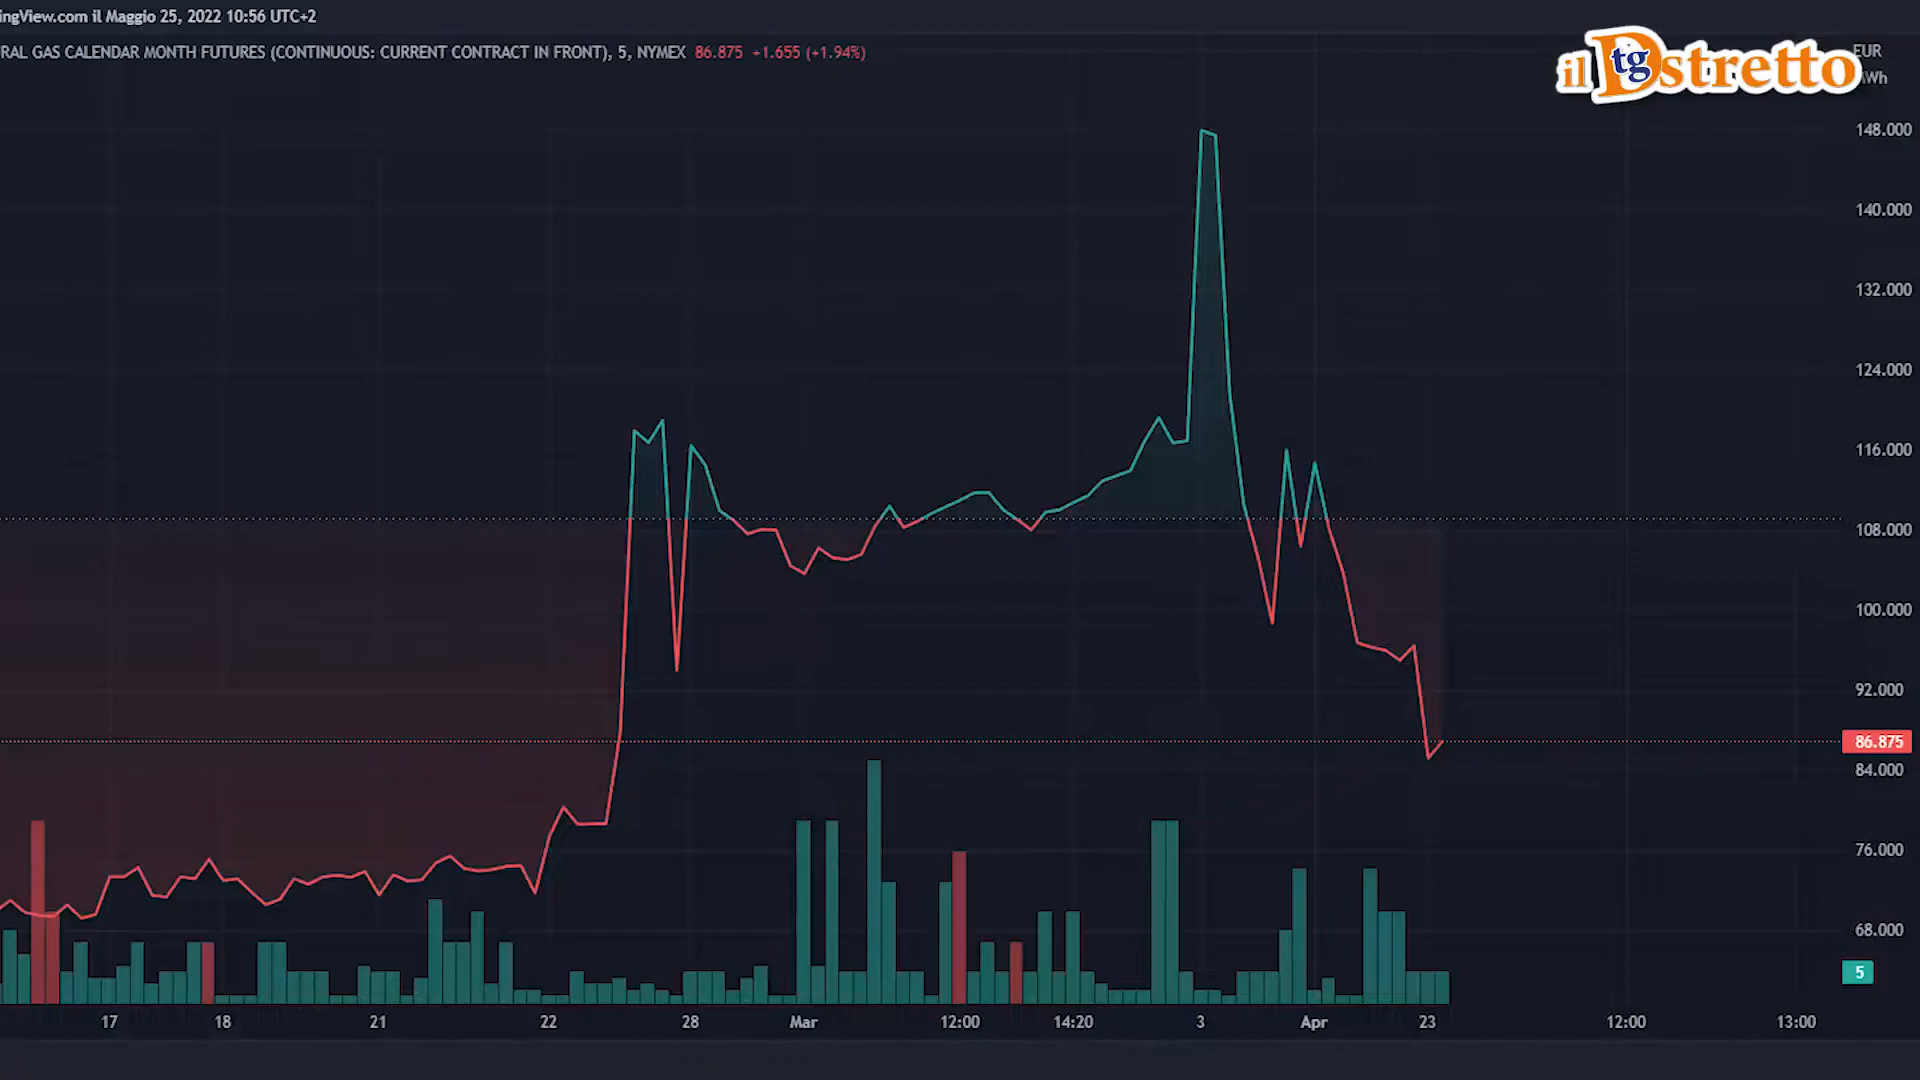 ingView.com il Maggio 25, 2022 10:56 UTC+2
RAL GAS CALENDAR MONTH FUTURES (CONTINUOUS: CURRENT CONTRACT IN FRONT), 5, NYMEX 86.875 +1.655 (+1.94%)
il tg Dstretto
EUR
Wh
148.000
140.000
132.000
124.000
116.000
108.000
100.000
92.000
86.875
84.000
76.000
68.000
5
17 18 21 22 28 Mar 12:00 14:20 3 Apr 23 12:00 13:00